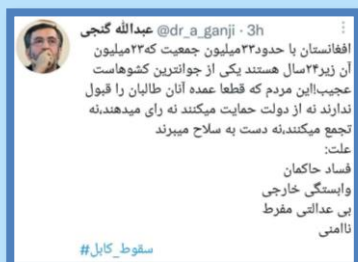 عبدالله گنجی @dr_a_ganji · 3h
افغانستان با حدود۳۳میلیون جمعیت که۲۳میلیون
آن زیر۲۴سال هستند یکی از جوانترین کشوهاست
عجیب!!این مردم که قطعا عمده آنان طالبان را قبول
ندارند نه از دولت حمایت میکنند نه رای میدهند،نه
تجمع میکنند،نه دست به سلاح میبرند
علت:
فساد حاکمان
وابستگی خارجی
بی عدالتی مفرط
ناامنی
#سقوط_کابل